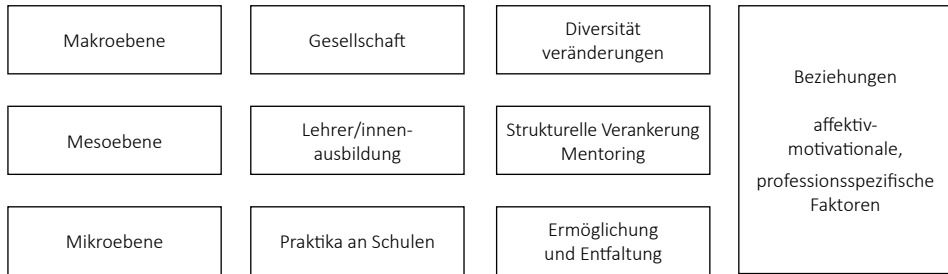 Makroebene
Gesellschaft
Diversität
veränderungen
Mesoebene
Lehrer/innen-
ausbildung
Strukturelle Verankerung
Mentoring
Mikroebene
Praktika an Schulen
Ermöglichung
und Entfaltung
Beziehungen
affektiv-
motivationale,
professionsspezifische
Faktoren